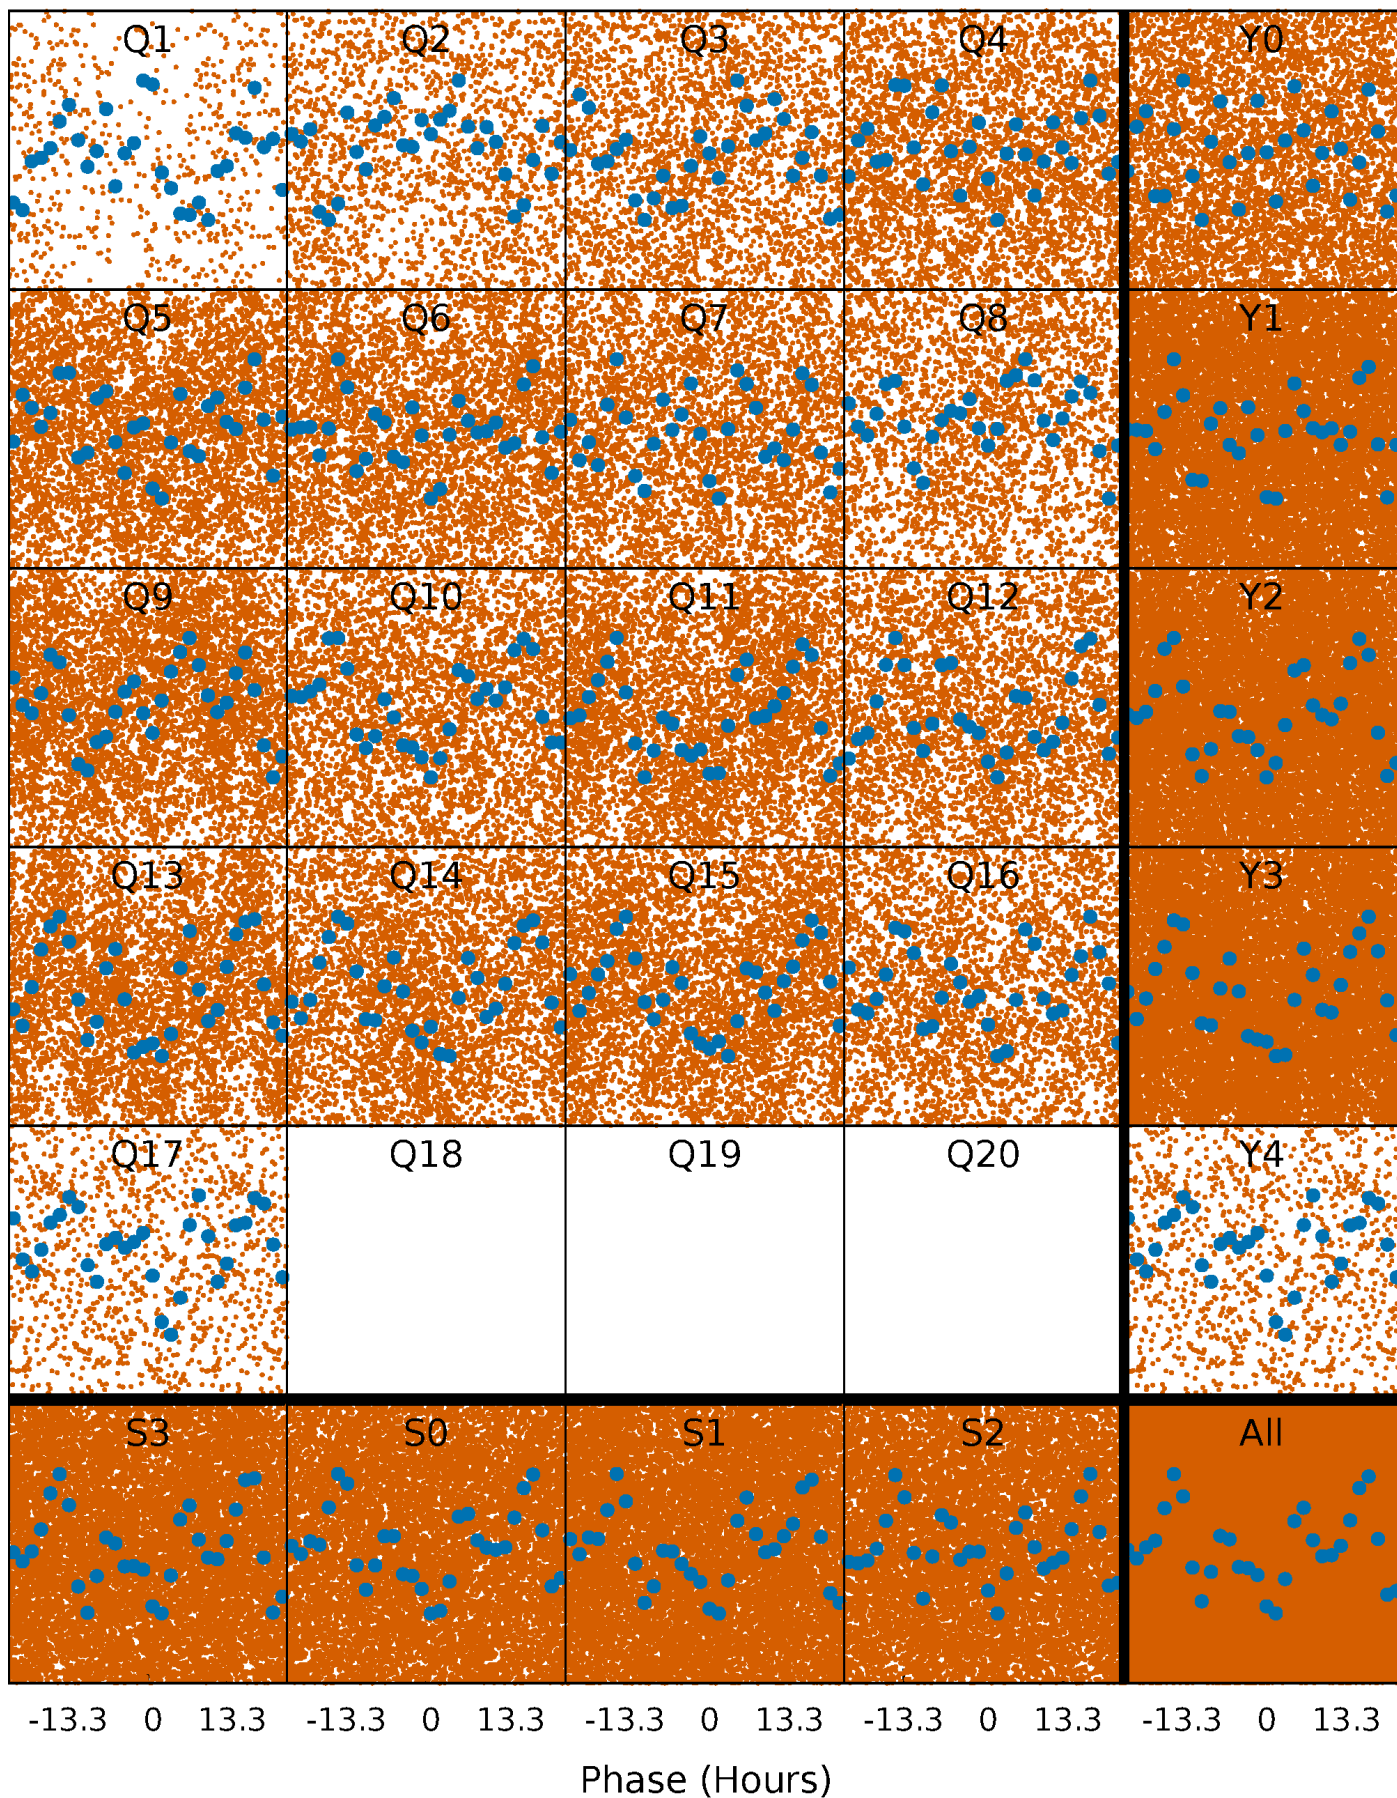 Q1 Q2 Q3 Q4 Y0
Q5 Q6 Q7 Q8 Y1
Q9 Q10 Q11 Q12 Y2
Q13 Q14 Q15 Q16 Y3
Q17 Q18 Q19 Q20 Y4
S3 S0 S1 S2 All
-13.3 0 13.3 -13.3 0 13.3 -13.3 0 13.3 -13.3 0 13.3 -13.3 0 13.3
Phase (Hours)